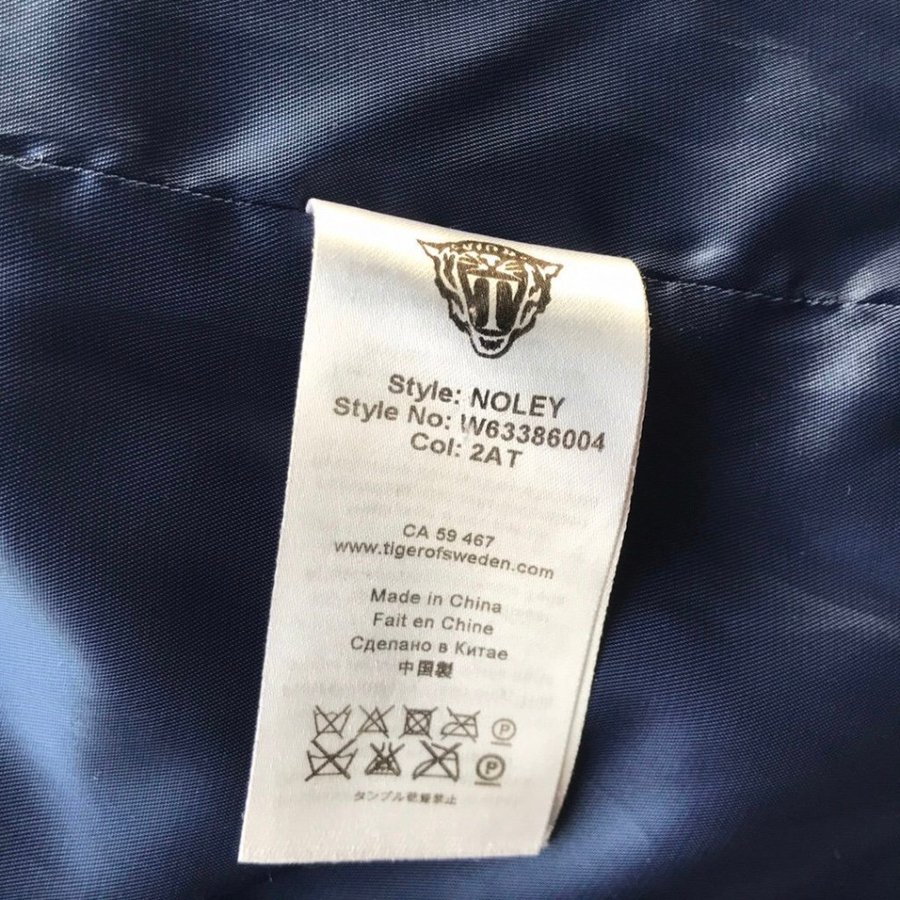 T
Style: NOLEY
Style No: W63386004
Col: 2AT
CA 59 467
www.tigerofsweden.com
Made in China
Fait en Chine
Сделано в Китае
中国製
P
P
タンブル乾燥禁止